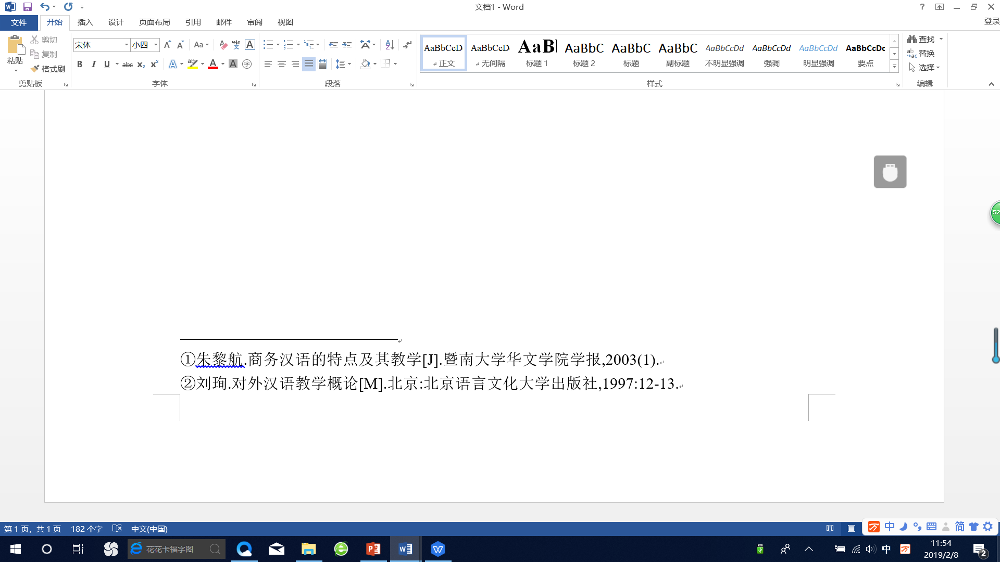 文档1 - Word
登录
文件 开始 插入 设计 页面布局 引用 邮件 审阅 视图
粘贴 剪切 复制 格式刷
宋体 小四
AaBbCcD AaBbCcD AaBl AaBbC AaBbC AaBbC AaBbCcDd AaBbCcDd AaBbCcDd AaBbCcDc
正文 无间隔 标题 1 标题 2 标题 副标题 不明显强调 强调 明显强调 要点
查找
替换
选择
剪贴板 字体 段落 样式 编辑
52
①朱黎航.商务汉语的特点及其教学[J].暨南大学华文学院学报,2003(1).
②刘珣.对外汉语教学概论[M].北京:北京语言文化大学出版社,1997:12-13.
第 1 页，共 1 页 182 个字 中文(中国)
中 简
花花卡福字图
中
11:54
2019/2/8
2